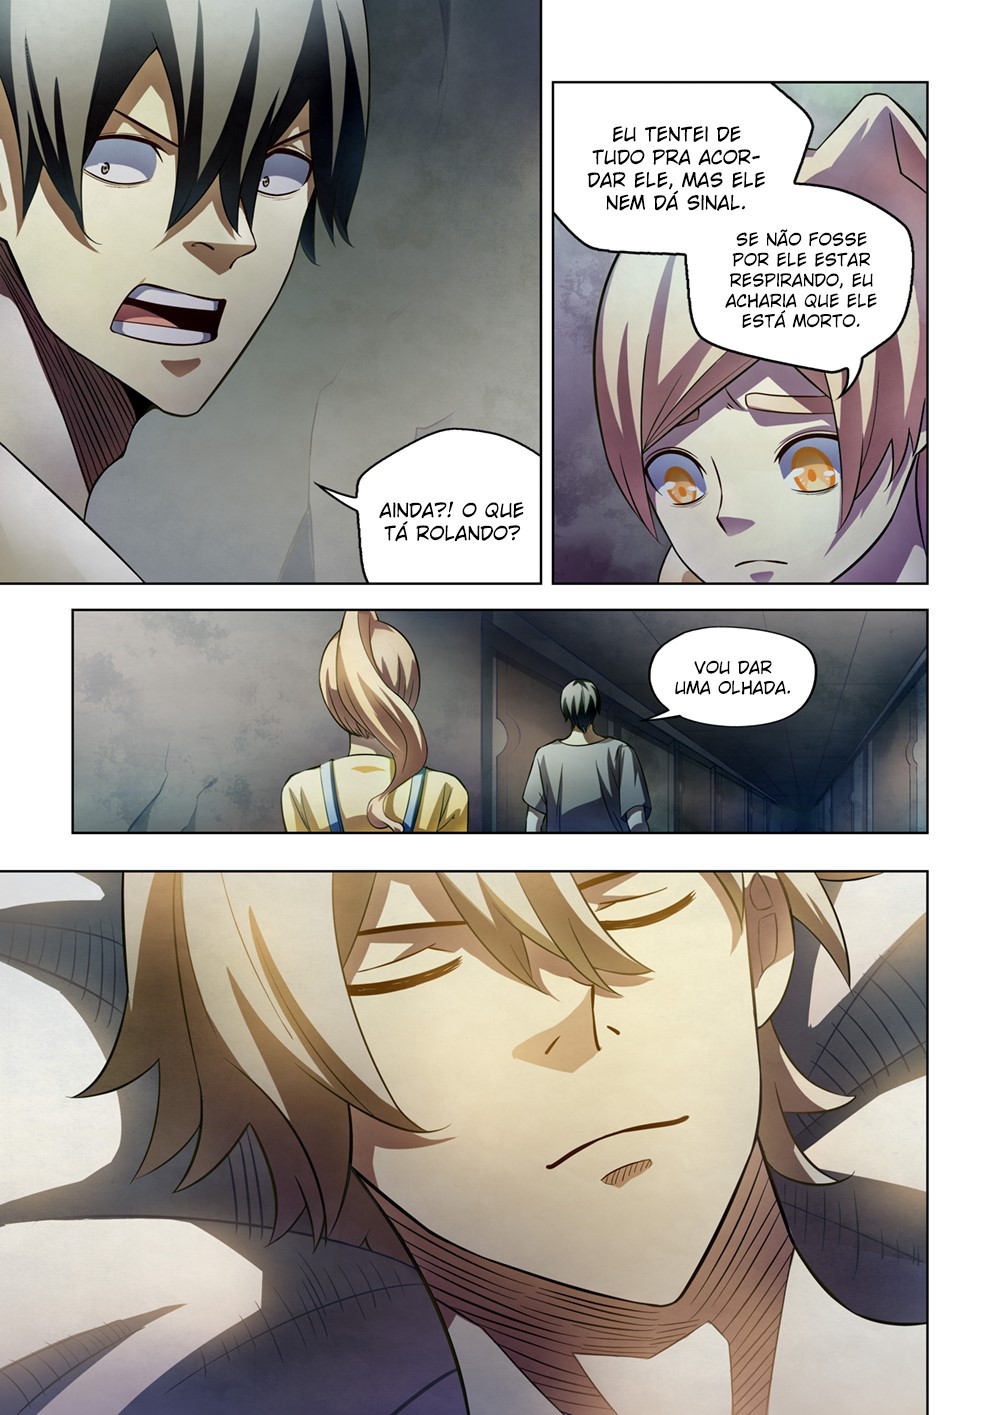 AINDA?! O QUE
TÁ ROLANDO?
EU TENTEI DE
TUDO PRA ACOR-
DAR ELE, MAS ELE
NEM DÁ SINAL.
SE NÃO FOSSE
POR ELE ESTAR
RESPIRANDO, EU
ACHARIA QUE ELE
ESTÁ MORTO.
VOU DAR
UMA OLHADA.